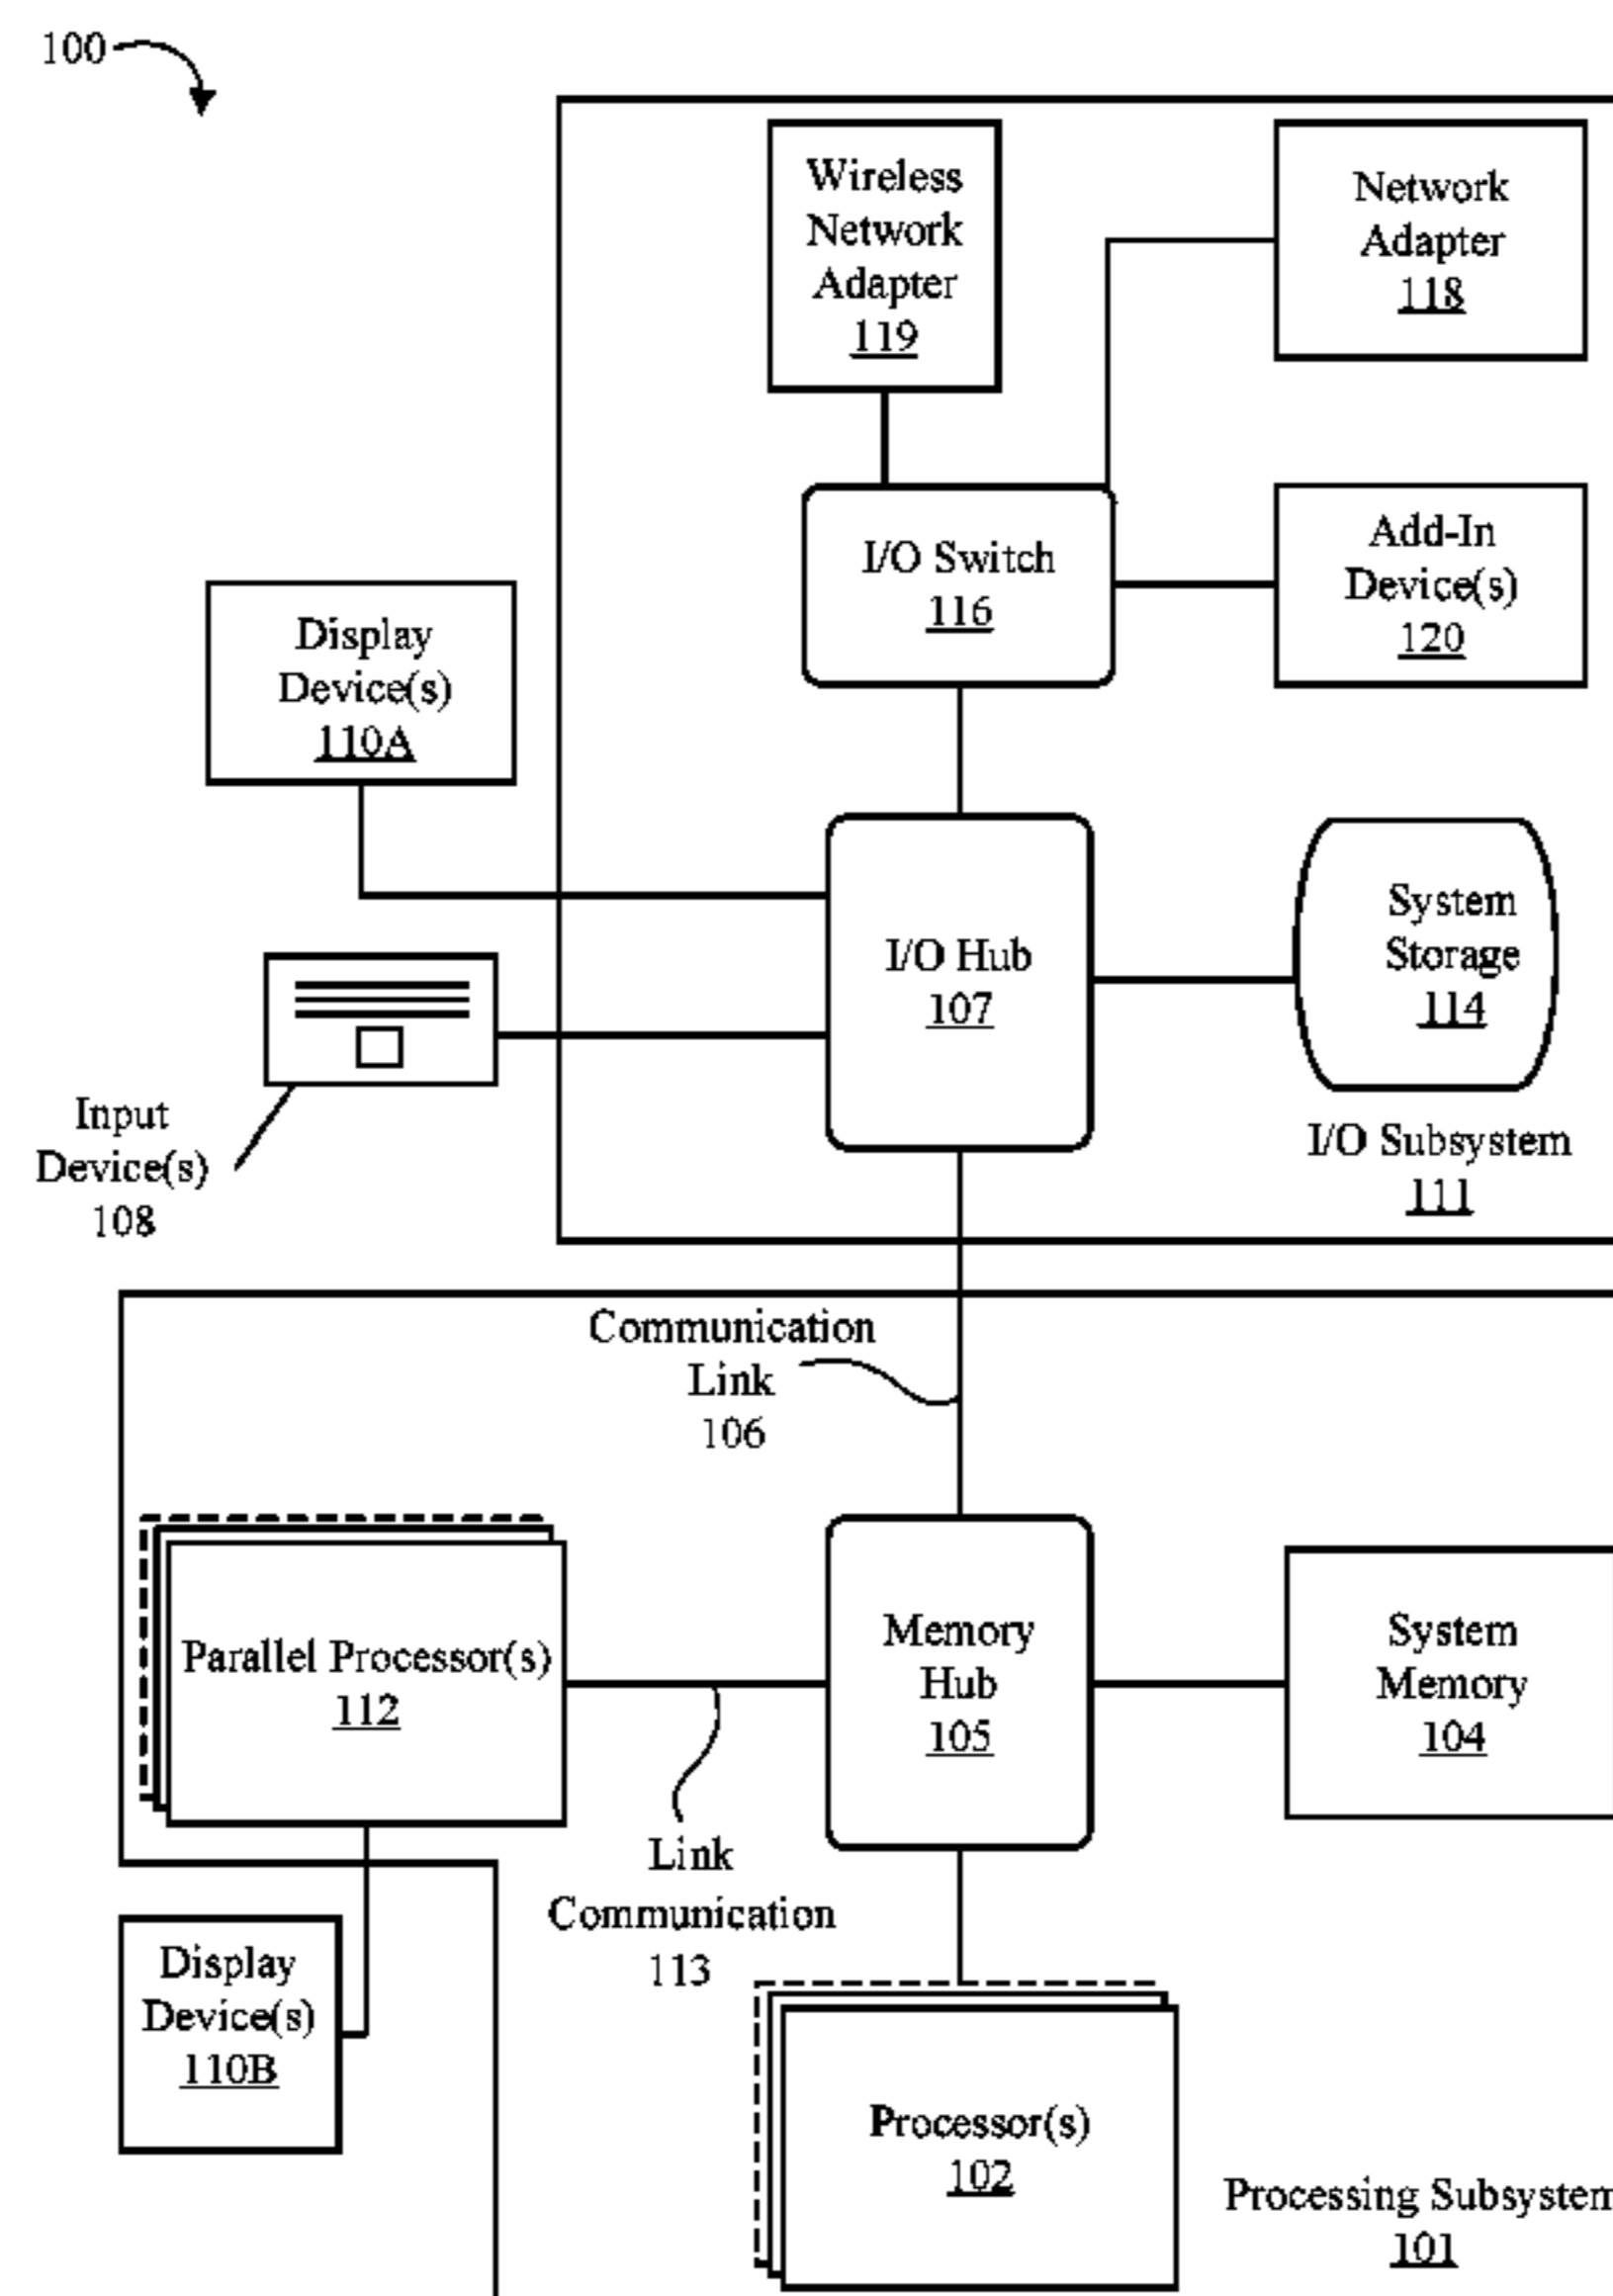 100
Wireless
Network
Adapter
119
Network
Adapter
118
I/O Switch
116
Add-In
Device(s)
120
Display
Device(s)
110A
I/O Hub
107
System
Storage
114
Input
Device(s)
108
I/O Subsystem
111
Communication
Link
106
Parallel Processor(s)
112
Memory
Hub
105
System
Memory
104
Link
Communication
113
Display
Device(s)
110B
Processor(s)
102
Processing Subsystem
101